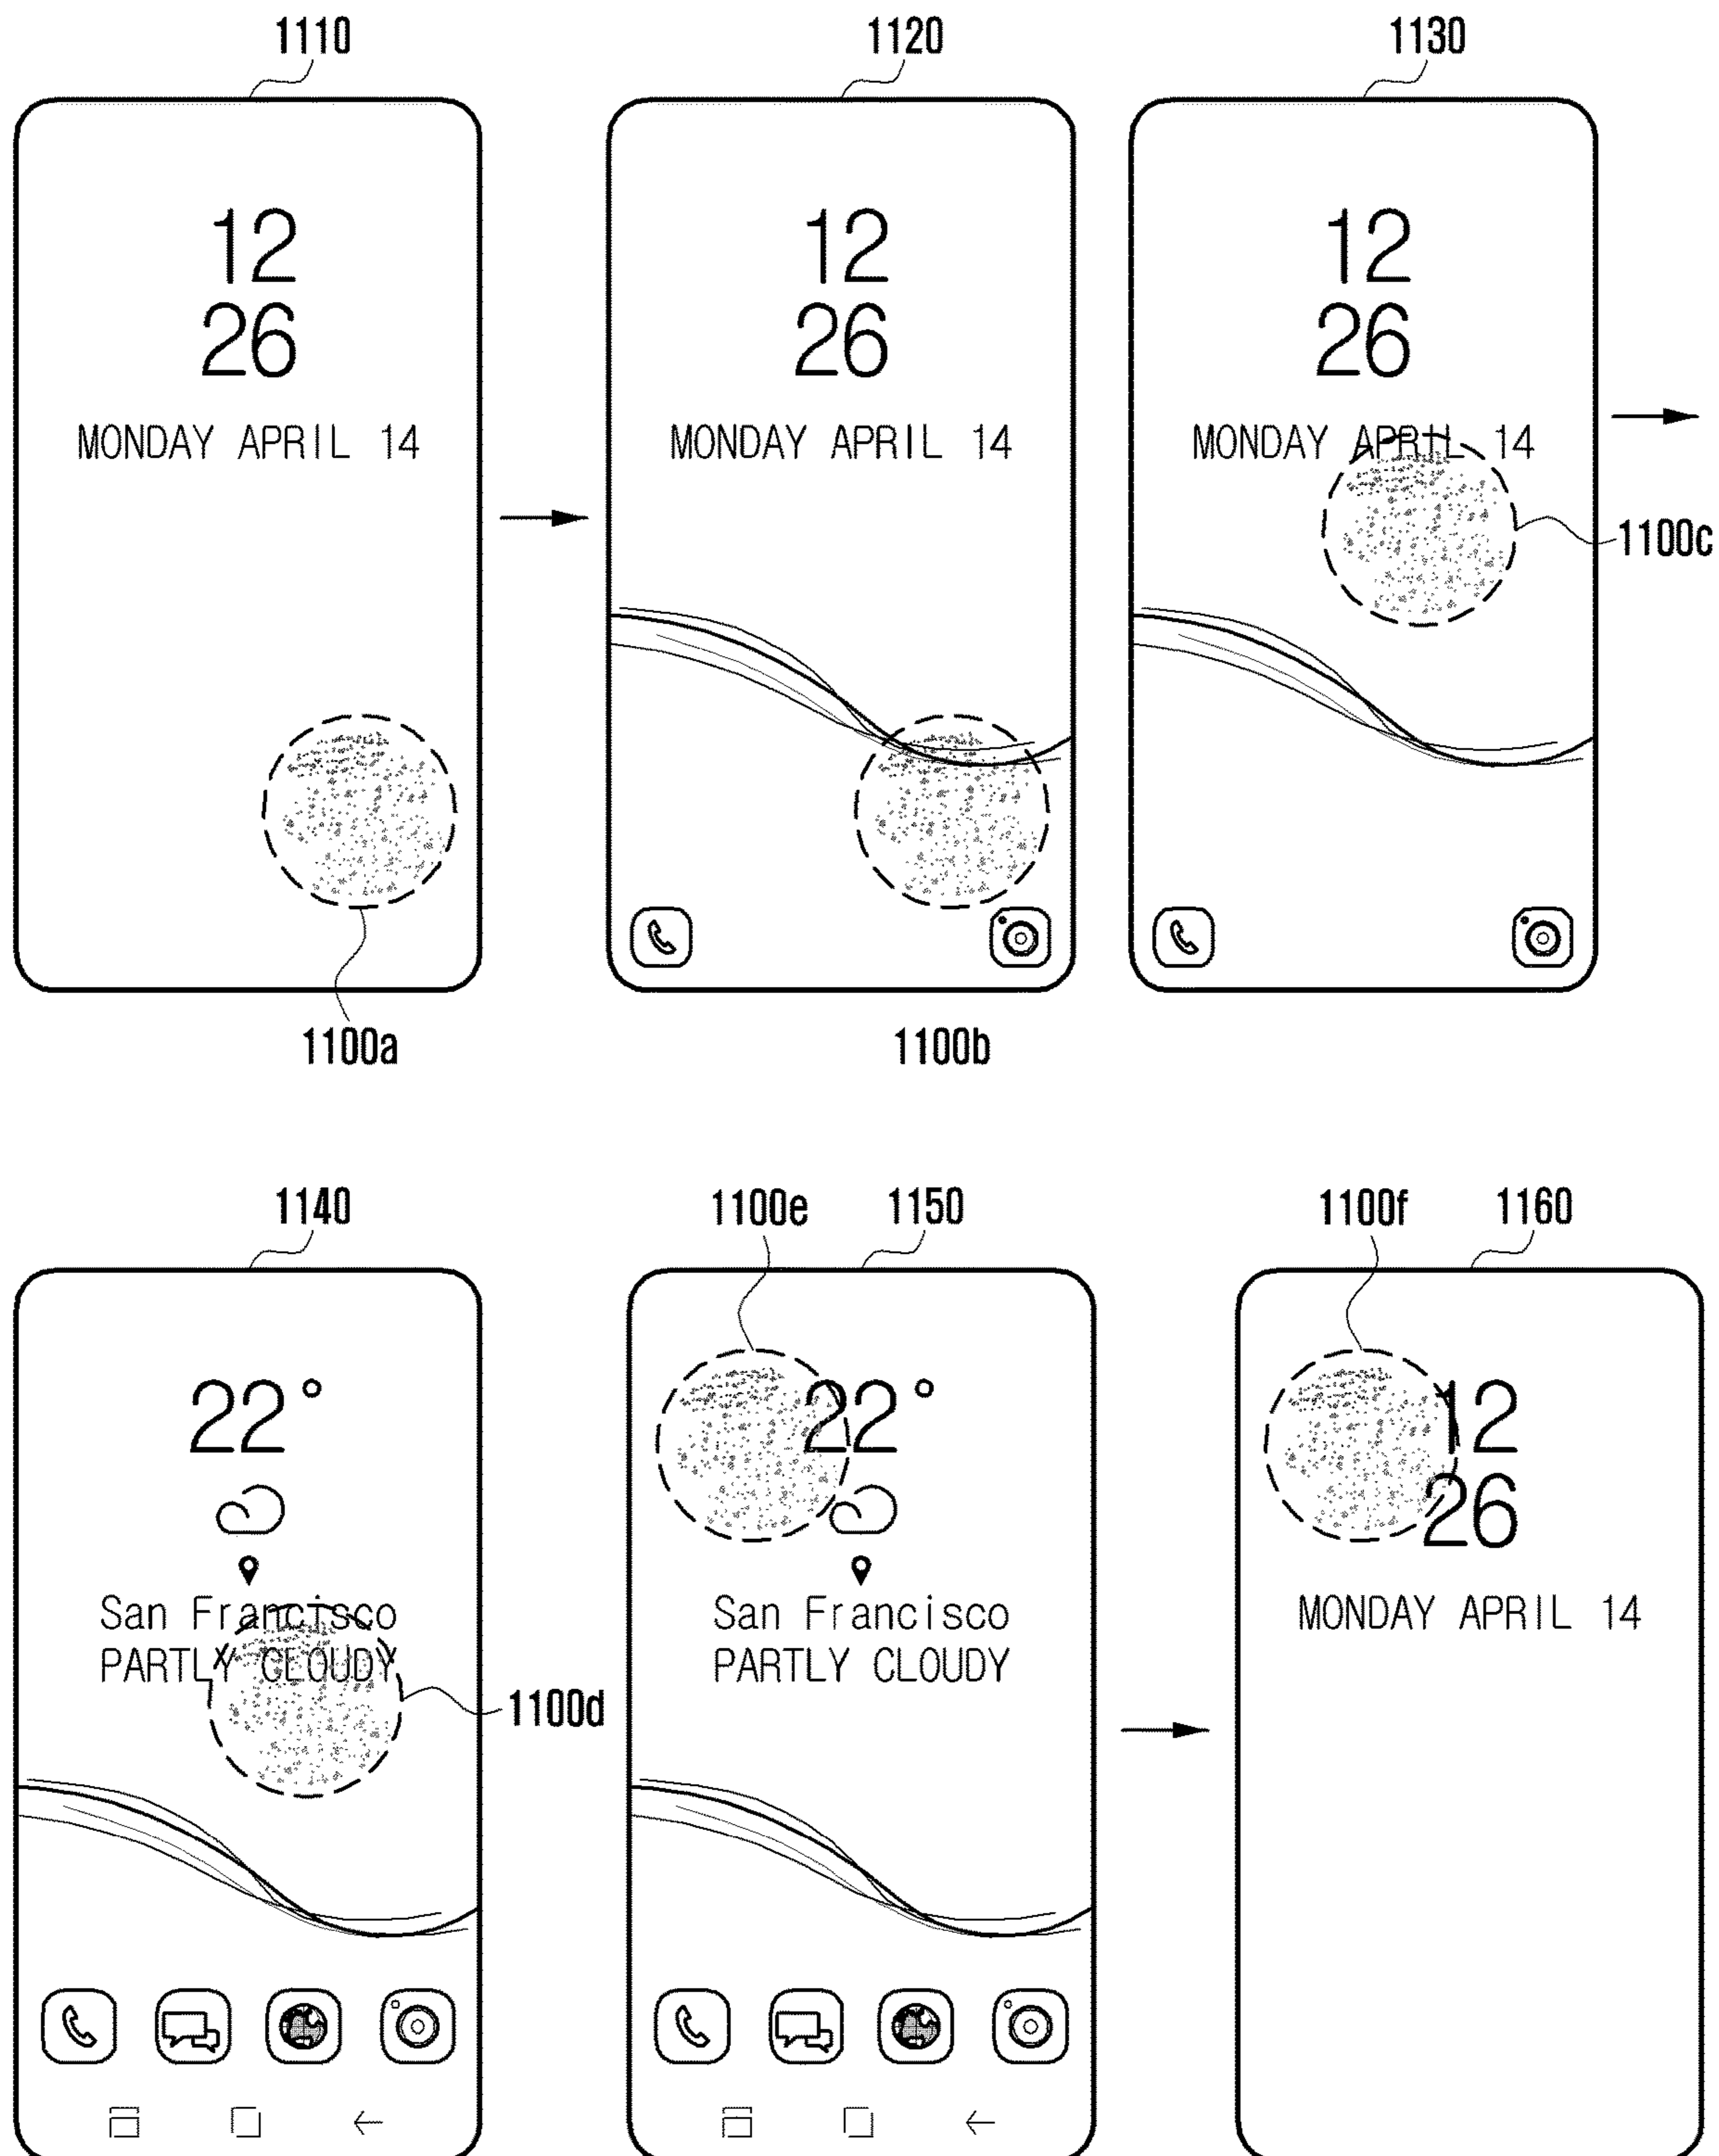 1110
1120
1130
12
26
MONDAY APRIL 14
1100a
12
26
MONDAY APRIL 14
1100b
12
26
MONDAY APRIL 14
1100c
1140
1100e
1150
1100f
1160
22°
San Francisco
PARTLY CLOUDY
1100d
22°
San Francisco
PARTLY CLOUDY
12
26
MONDAY APRIL 14